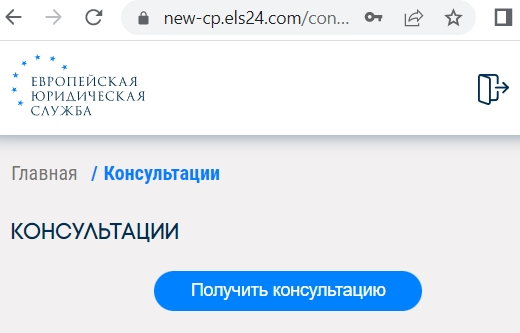 new-cp.els24.com/con...
ЕВРОПЕЙСКАЯ
ЮРИДИЧЕСКАЯ
СЛУЖБА
Главная / Консультации
КОНСУЛЬТАЦИИ
Получить консультацию